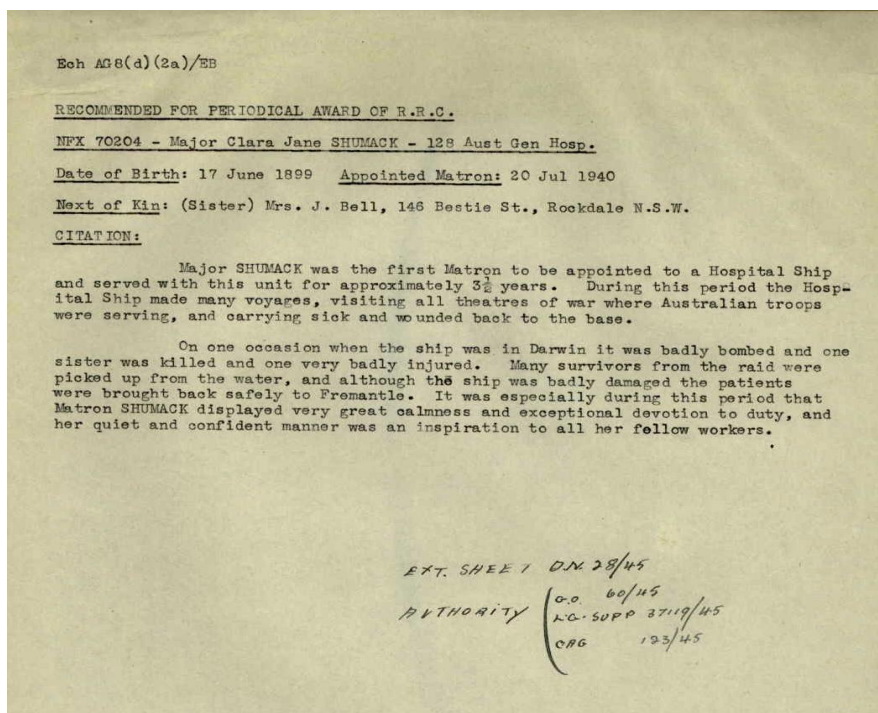 Ech AG8(d)(2a)/EB
RECOMMENDED FOR PERIODICAL AWARD OF R.R.C.
NFX 70204 - Major Clara Jane SHUMACK - 128 Aust Gen Hosp.
Date of Birth: 17 June 1899 Appointed Matron: 20 Jul 1940
Next of Kin: (Sister) Mrs. J. Bell, 146 Bestie St., Rockdale N.S.W.
CITATION:
Major SHUMACK was the first Matron to be appointed to a Hospital Ship
and served with this unit for approximately 3½ years. During this period the Hosp-
ital Ship made many voyages, visiting all theatres of war where Australian troops
were serving, and carrying sick and wounded back to the base.
On one occasion when the ship was in Darwin it was badly bombed and one
sister was killed and one very badly injured. Many survivors from the raid were
picked up from the water, and although the ship was badly damaged the patients
were brought back safely to Fremantle. It was especially during this period that
Matron SHUMACK displayed very great calmness and exceptional devotion to duty, and
her quiet and confident manner was an inspiration to all her fellow workers.
EXT. SHEET O.N. 28/45
AUTHORITY
G.O. 60/45
L.G. SUPP 37119/45
CAG 123/45